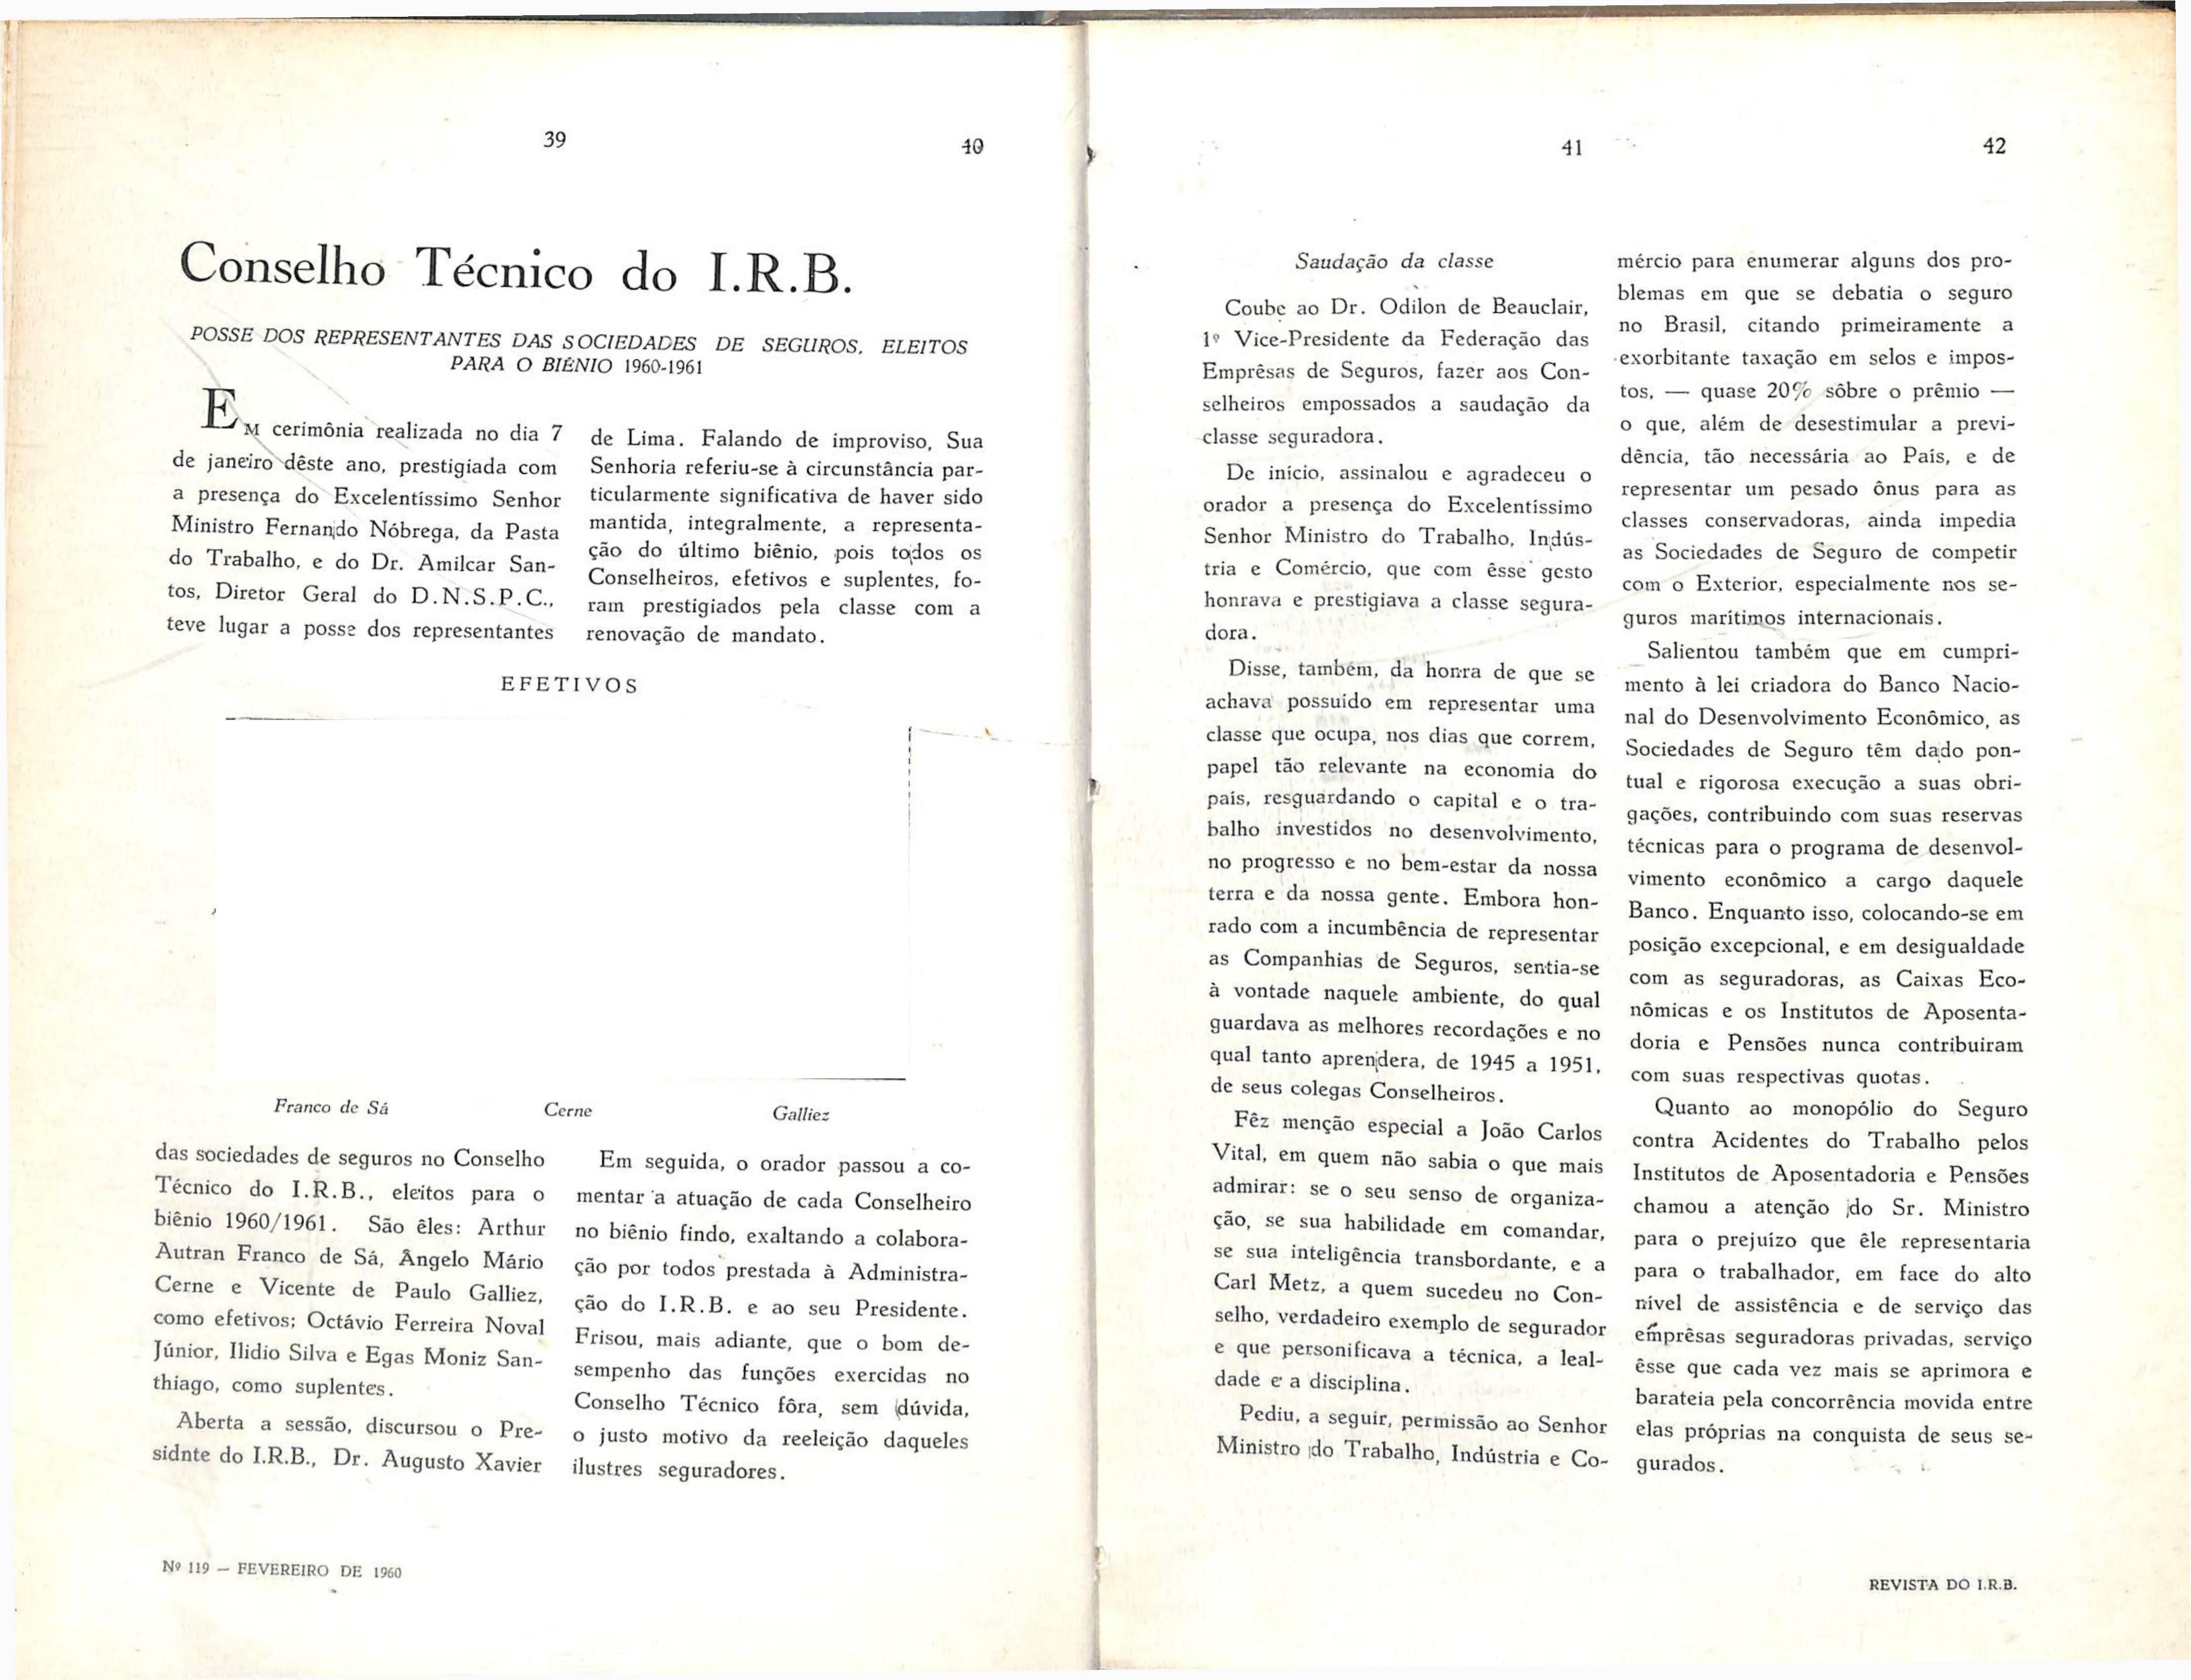 39
40
Conselho Técnico do I.R.B.
POSSE DOS REPRESENTANTES DAS SOCIEDADES DE SEGUROS, ELEITOS
PARA O BIÊNIO 1960-1961
EM cerimônia realizada no dia 7
de janeiro dêste ano, prestigiada com
a presença do Excelentíssimo Senhor
Ministro Fernando Nóbrega, da Pasta
do Trabalho, e do Dr. Amilcar San-
tos, Diretor Geral do D.N.S.P.C.,
teve lugar a posse dos representantes
de Lima. Falando de improviso, Sua
Senhoria referiu-se à circunstância par-
ticularmente significativa de haver sido
mantida, integralmente, a representa-
ção do último biênio, pois todos os
Conselheiros, efetivos e suplentes, fo-
ram prestigiados pela classe com a
renovação de mandato.
EFETIVOS
Franco de Sá
Cerne
Galliez
das sociedades de seguros no Conselho
Técnico do I.R.B., eleitos para o
biênio 1960/1961. São êles: Arthur
Autran Franco de Sá, Ângelo Mário
Cerne e Vicente de Paulo Galliez,
como efetivos; Octávio Ferreira Noval
Júnior, Ilidio Silva e Egas Moniz San-
thiago, como suplentes.
Aberta a sessão, discursou o Pre-
sidnte do I.R.B., Dr. Augusto Xavier
Em seguida, o orador passou a co-
mentar a atuação de cada Conselheiro
no biênio findo, exaltando a colabora-
ção por todos prestada à Administra-
ção do I.R.B. e ao seu Presidente.
Frisou, mais adiante, que o bom de-
sempenho das funções exercidas no
Conselho Técnico fôra, sem dúvida,
o justo motivo da reeleição daqueles
ilustres seguradores.
Nº 119 — FEVEREIRO DE 1960
41
42
Saudação da classe
Coube ao Dr. Odilon de Beauclair,
1º Vice-Presidente da Federação das
Emprêsas de Seguros, fazer aos Con-
selheiros empossados a saudação da
classe seguradora.
De início, assinalou e agradeceu o
orador a presença do Excelentíssimo
Senhor Ministro do Trabalho, Indús-
tria e Comércio, que com êsse gesto
honrava e prestigiava a classe segura-
dora.
Disse, também, da honra de que se
achava possuído em representar uma
classe que ocupa, nos dias que correm,
papel tão relevante na economia do
país, resguardando o capital e o tra-
balho investidos no desenvolvimento,
no progresso e no bem-estar da nossa
terra e da nossa gente. Embora hon-
rado com a incumbência de representar
as Companhias de Seguros, sentia-se
à vontade naquele ambiente, do qual
guardava as melhores recordações e no
qual tanto aprendera, de 1945 a 1951,
de seus colegas Conselheiros.
Fêz menção especial a João Carlos
Vital, em quem não sabia o que mais
admirar: se o seu senso de organiza-
ção, se sua habilidade em comandar,
se sua inteligência transbordante, e a
Carl Metz, a quem sucedeu no Con-
selho, verdadeiro exemplo de segurador
e que personificava a técnica, a leal-
dade e a disciplina.
Pediu, a seguir, permissão ao Senhor
Ministro do Trabalho, Indústria e Co-
mércio para enumerar alguns dos pro-
blemas em que se debatia o seguro
no Brasil, citando primeiramente a
exorbitante taxação em selos e impos-
tos, — quase 20% sôbre o prêmio —
o que, além de desestimular a previ-
dência, tão necessária ao País, e de
representar um pesado ônus para as
classes conservadoras, ainda impedia
as Sociedades de Seguro de competir
com o Exterior, especialmente nos se-
guros marítimos internacionais.
Salientou também que em cumpri-
mento à lei criadora do Banco Nacio-
nal do Desenvolvimento Econômico, as
Sociedades de Seguro têm dado pon-
tual e rigorosa execução a suas obri-
gações, contribuindo com suas reservas
técnicas para o programa de desenvol-
vimento econômico a cargo daquele
Banco. Enquanto isso, colocando-se em
posição excepcional, e em desigualdade
com as seguradoras, as Caixas Eco-
nômicas e os Institutos de Aposenta-
doria e Pensões nunca contribuiram
com suas respectivas quotas.
Quanto ao monopólio do Seguro
contra Acidentes do Trabalho pelos
Institutos de Aposentadoria e Pensões
chamou a atenção do Sr. Ministro
para o prejuízo que êle representaria
para o trabalhador, em face do alto
nível de assistência e de serviço das
emprêsas seguradoras privadas, serviço
êsse que cada vez mais se aprimora e
barateia pela concorrência movida entre
elas próprias na conquista de seus se-
gurados.
REVISTA DO I.R.B.